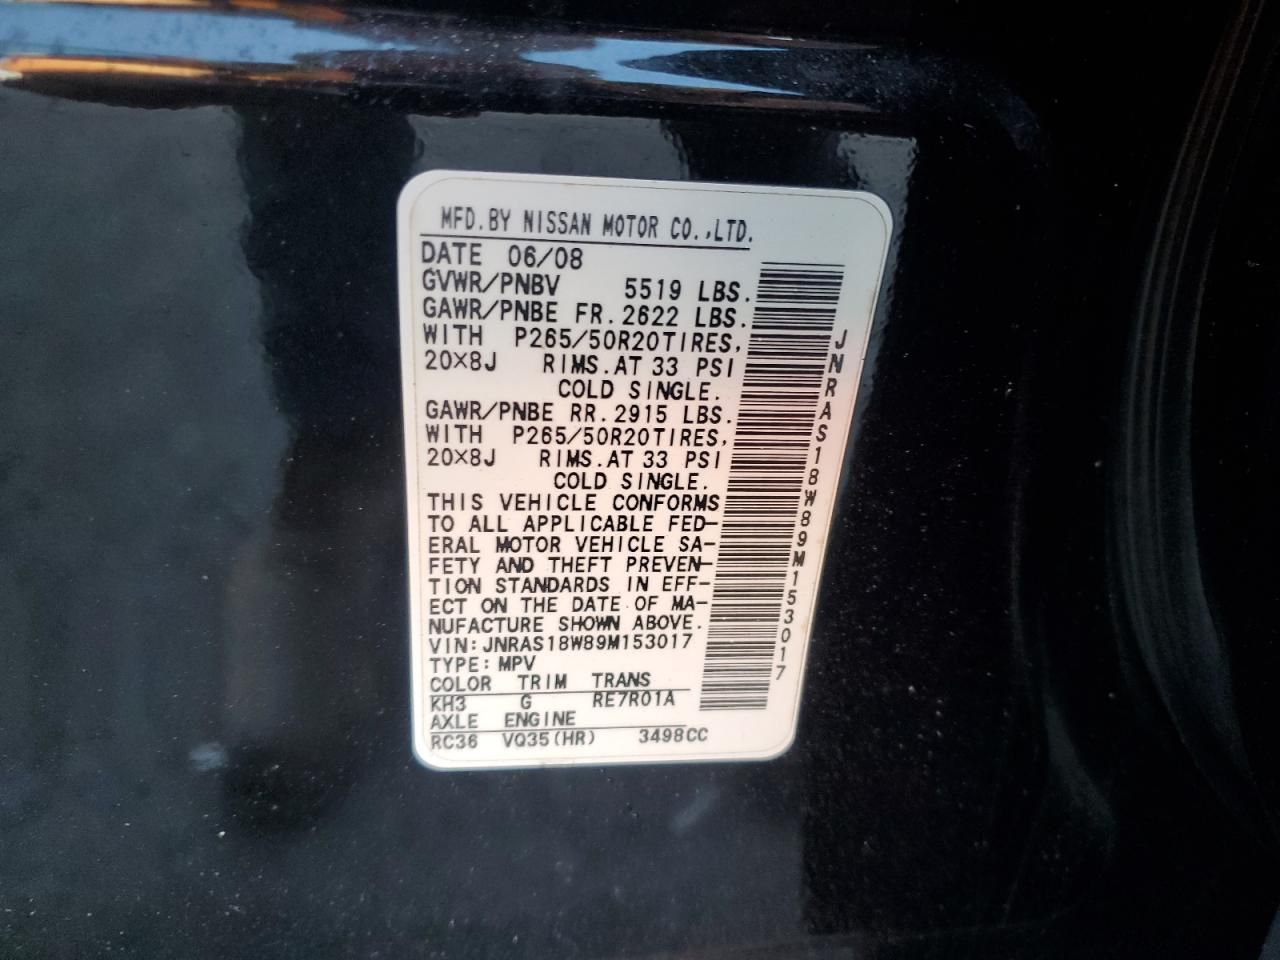 MFD.BY NISSAN MOTOR CO.,LTD.
DATE 06/08
GVWR/PNBV 5519 LBS.
GAWR/PNBE FR.2622 LBS.
WITH P265/50R20TIRES,
20×8J RIMS.AT 33 PSI
COLD SINGLE.
GAWR/PNBE RR.2915 LBS.
WITH P265/50R20TIRES,
20×8J RIMS.AT 33 PSI
COLD SINGLE.
THIS VEHICLE CONFORMS
TO ALL APPLICABLE FED-
ERAL MOTOR VEHICLE SA-
FETY AND THEFT PREVEN-
TION STANDARDS IN EFF-
ECT ON THE DATE OF MA-
NUFACTURE SHOWN ABOVE.
VIN:JNRAS18W89M153017
TYPE:MPV
COLOR TRIM TRANS
KH3 G RE7R01A
AXLE ENGINE
RC36 VQ35(HR) 3498CC
JNRAS18W89M153017